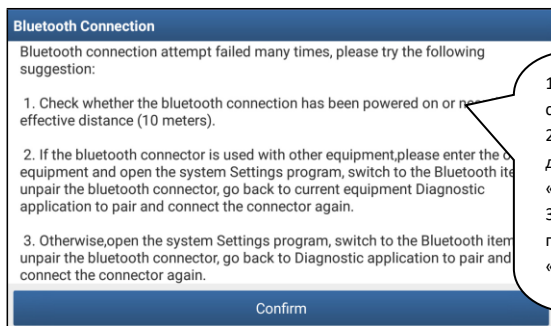 Bluetooth Connection
Bluetooth connection attempt failed many times, please try the following
suggestion:
1. Check whether the bluetooth connection has been powered on or
effective distance (10 meters).
2. If the bluetooth connector is used with other equipment,please enter the
equipment and open the system Settings program, switch to the Bluetooth
unpair the bluetooth connector, go back to current equipment Diagnostic
application to pair and connect the connector again.
3. Otherwise,open the system Settings program, switch to the Bluetooth item
unpair the bluetooth connector, go back to Diagnostic application to pair and
connect the connector again.
Confirm
1
2
3